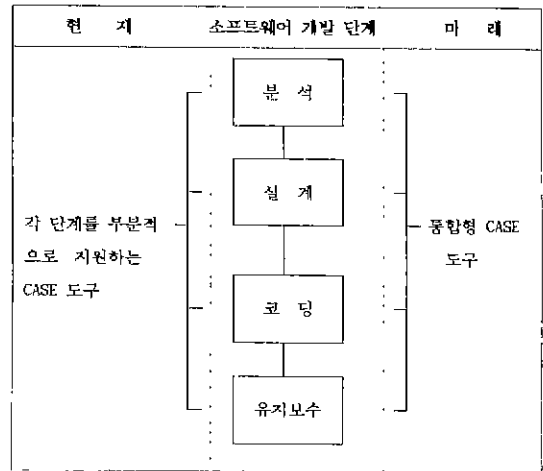 현 재 소프트웨어 개발 단계 미 래
분 석
설 계
각 단계를 부분적
으로 지원하는
CASE 도구
통합형 CASE
도구
코 딩
유지보수